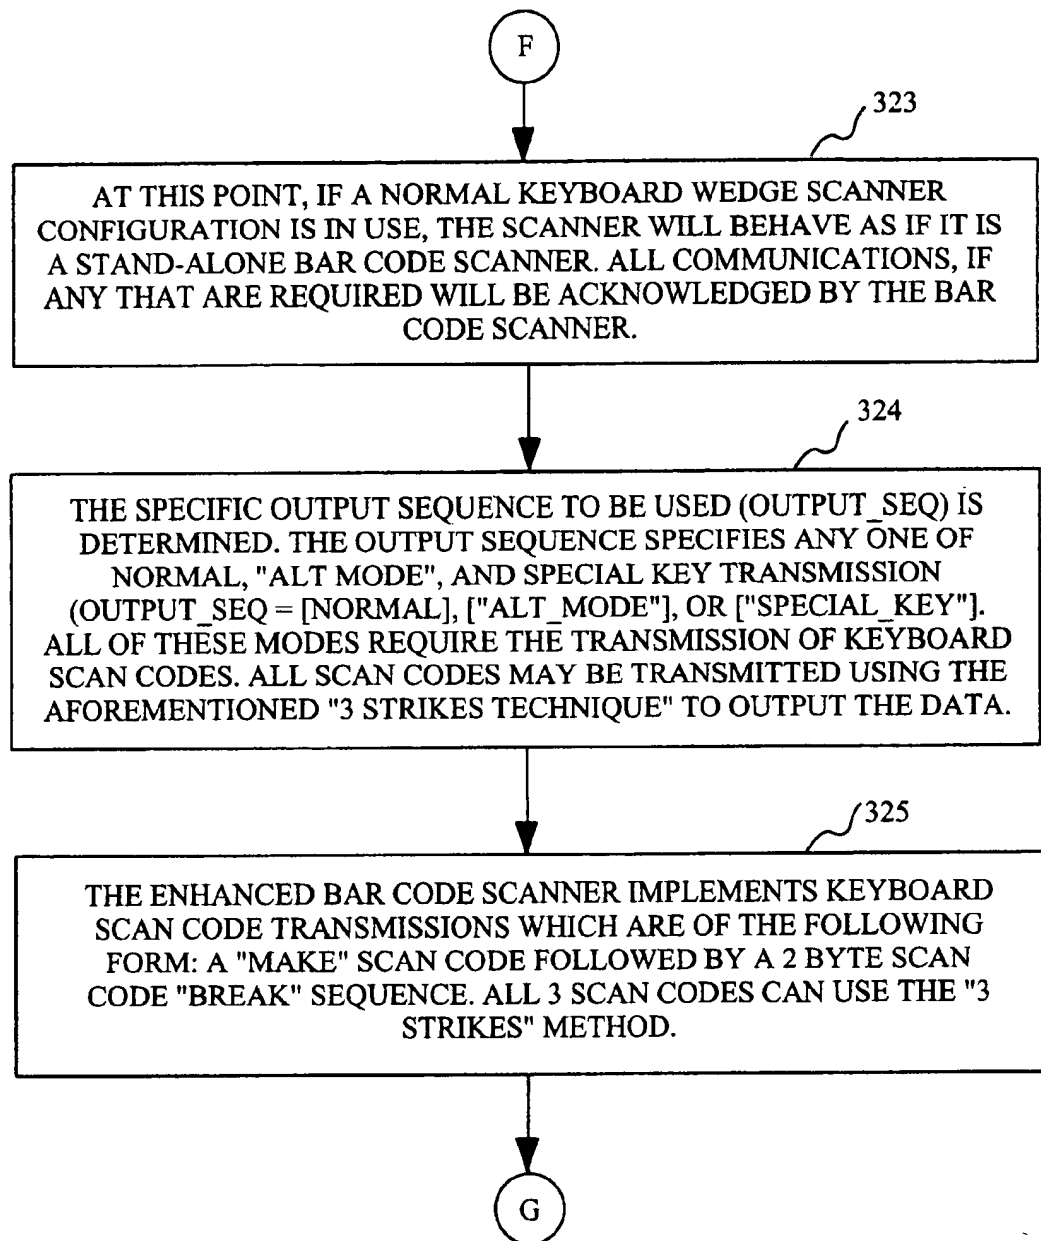 F
323
AT THIS POINT, IF A NORMAL KEYBOARD WEDGE SCANNER
CONFIGURATION IS IN USE, THE SCANNER WILL BEHAVE AS IF IT IS
A STAND-ALONE BAR CODE SCANNER. ALL COMMUNICATIONS, IF
ANY THAT ARE REQUIRED WILL BE ACKNOWLEDGED BY THE BAR
CODE SCANNER.
324
THE SPECIFIC OUTPUT SEQUENCE TO BE USED (OUTPUT_SEQ) IS
DETERMINED. THE OUTPUT SEQUENCE SPECIFIES ANY ONE OF
NORMAL, "ALT MODE", AND SPECIAL KEY TRANSMISSION
(OUTPUT_SEQ = [NORMAL], ["ALT_MODE"], OR ["SPECIAL_KEY"].
ALL OF THESE MODES REQUIRE THE TRANSMISSION OF KEYBOARD
SCAN CODES. ALL SCAN CODES MAY BE TRANSMITTED USING THE
AFOREMENTIONED "3 STRIKES TECHNIQUE" TO OUTPUT THE DATA.
325
THE ENHANCED BAR CODE SCANNER IMPLEMENTS KEYBOARD
SCAN CODE TRANSMISSIONS WHICH ARE OF THE FOLLOWING
FORM: A "MAKE" SCAN CODE FOLLOWED BY A 2 BYTE SCAN
CODE "BREAK" SEQUENCE. ALL 3 SCAN CODES CAN USE THE "3
STRIKES" METHOD.
G